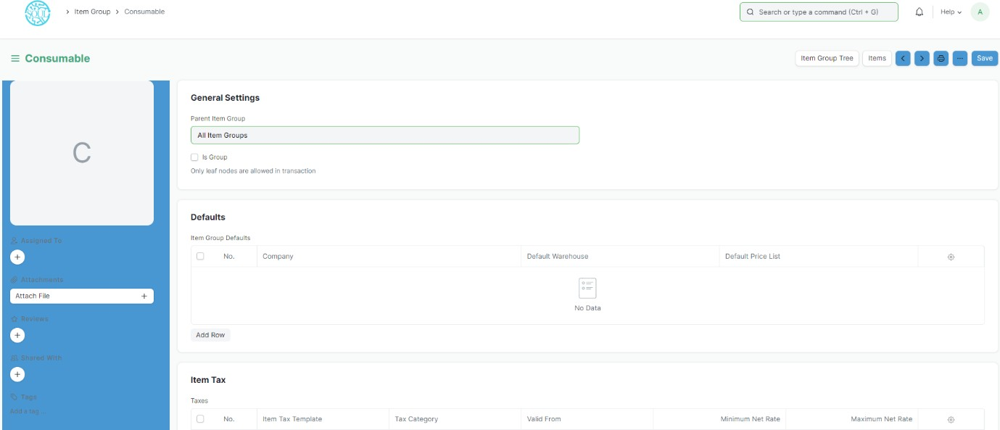 Item Group
Consumable
Search or type a command (Ctrl + G)
Help
A
Consumable
Item Group Tree
Items
...
Save
C
Assigned To
Attachments
Attach File
Reviews
Shared With
Tags
Add a tag ...
General Settings
Parent Item Group
All Item Groups
Is Group
Only leaf nodes are allowed in transaction
Defaults
Item Group Defaults
No. Company Default Warehouse Default Price List
No Data
Add Row
Item Tax
Taxes
No. Item Tax Template Tax Category Valid From Minimum Net Rate Maximum Net Rate